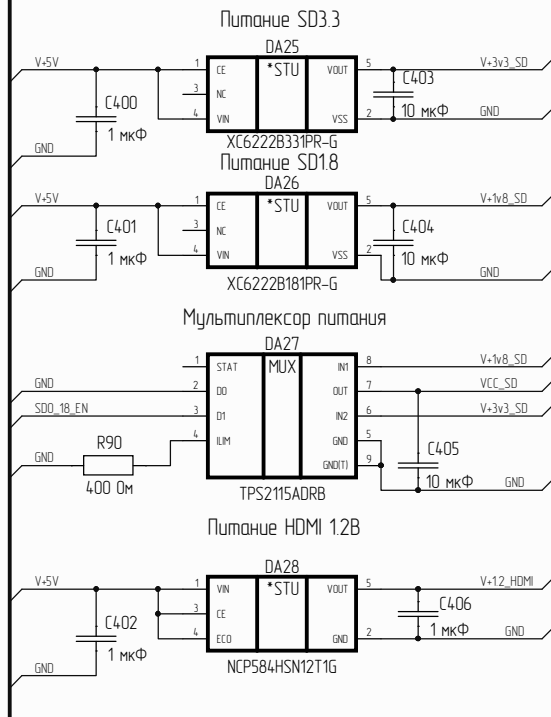 Питание SD3.3
DA25
V+5V 1 CE *STU VOUT 5 V+3v3_SD
C400 3 NC C403
1 мкФ 4 VIN VSS 2 10 мкФ GND
GND
XC6222B331PR-G
Питание SD1.8
DA26
V+5V 1 CE *STU VOUT 5 V+1v8_SD
C401 3 NC C404
1 мкФ 4 VIN VSS 2 10 мкФ
GND GND
XC6222B181PR-G
Мультиплексор питания
DA27
1 STAT MUX IN1 8 V+1v8_SD
GND 2 D0 OUT 7 VCC_SD
SD0_18_EN 3 D1 IN2 6 V+3v3_SD
R90 4 ILIM GND 5 C405
GND GND(T) 9
400 Ом 10 мкФ GND
TPS2115ADRB
Питание HDMI 1.2В
DA28
V+5V 1 VIN *STU VOUT 5 V+1.2_HDMI
3 CE C406
C402 4 ECO GND 2 1 мкФ GND
1 мкФ
GND
NCP584HSN12T1G